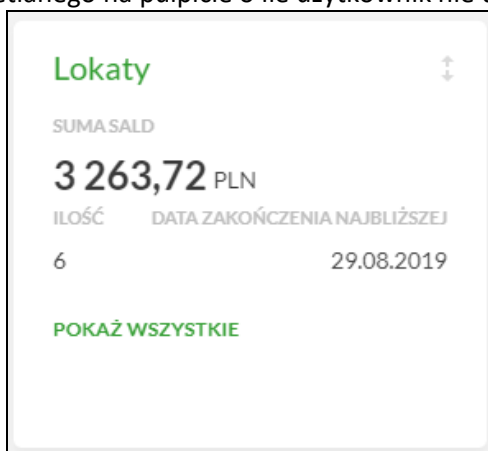 Lokaty
SUMA SALD
3 263,72 PLN
ILOŚĆ DATA ZAKOŃCZENIA NAJBLIŻSZEJ
6 29.08.2019
POKAŻ WSZYSTKIE